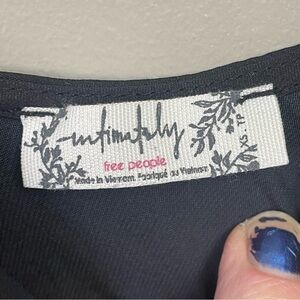 intimately
free people
Made in Vietnam. Fabriqué au Vietnam
XS - TP